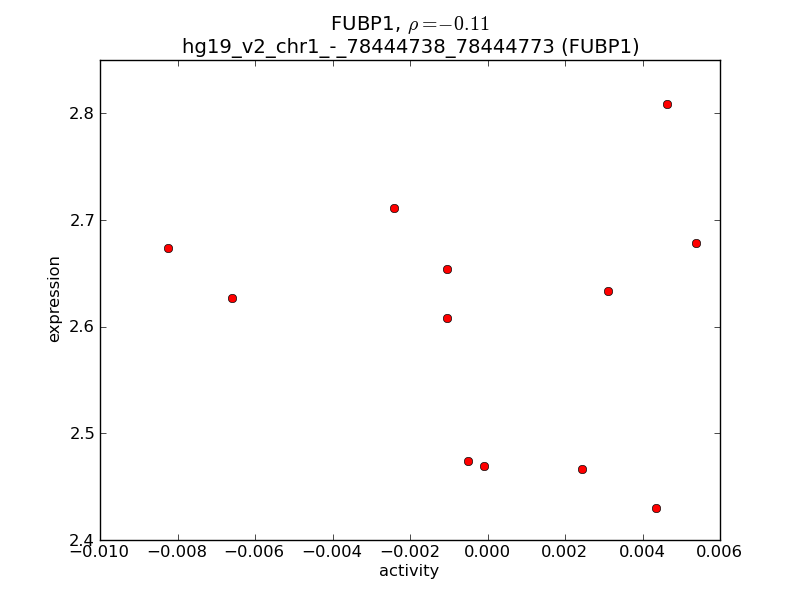 FUBP1, ρ=−0.11
hg19_v2_chr1_-_78444738_78444773 (FUBP1)
2.8
2.7
2.6
2.5
2.4
expression
−0.010 −0.008 −0.006 −0.004 −0.002 0.000 0.002 0.004 0.006
activity